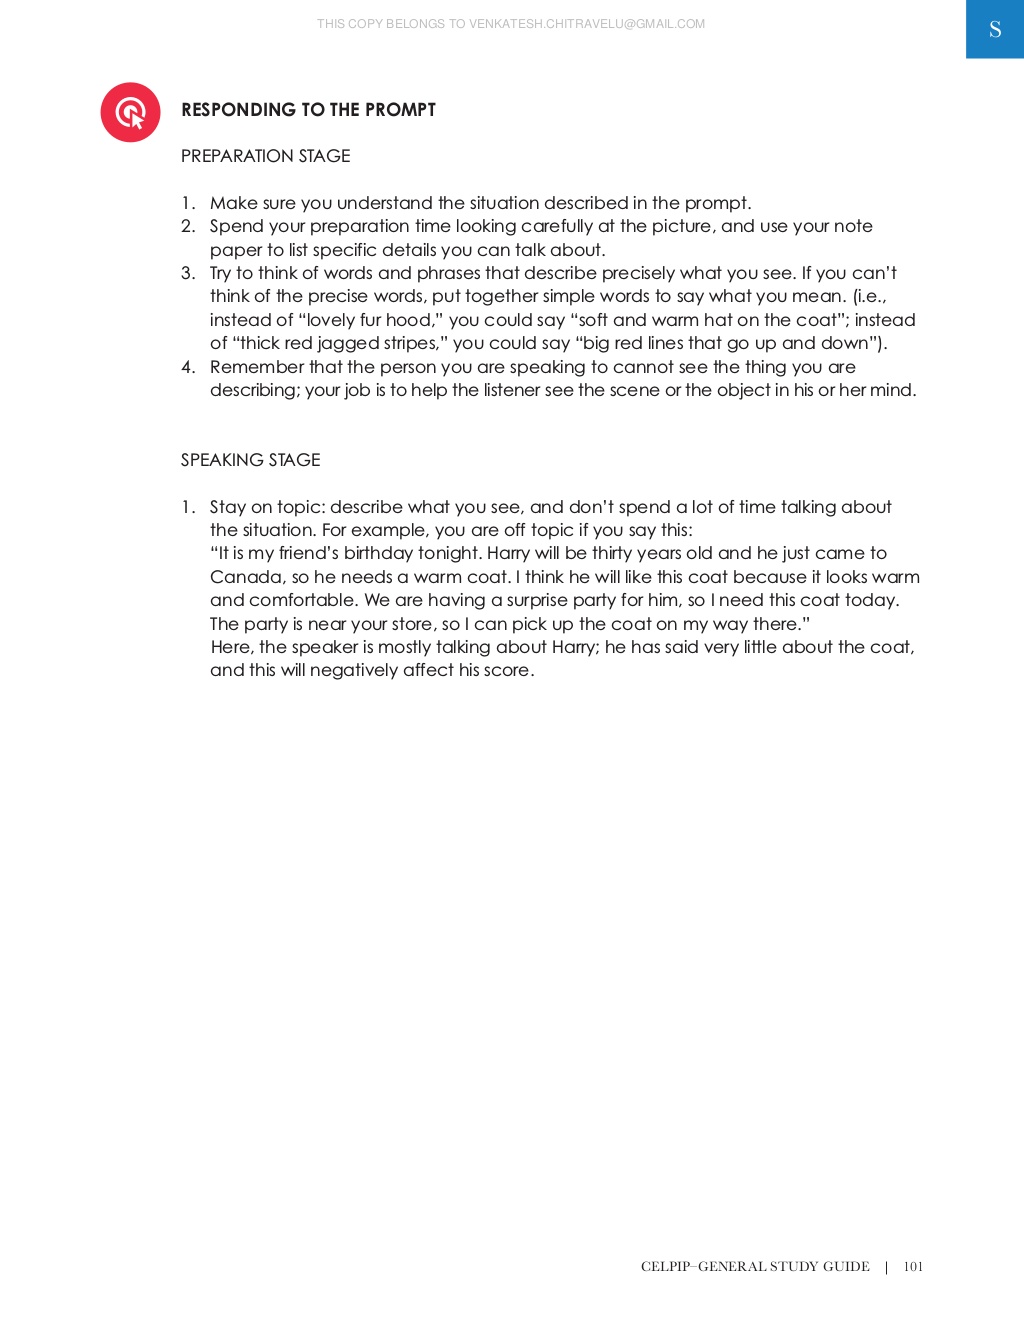 THIS COPY BELONGS TO VENKATESH.CHITRAVELU@GMAIL.COM
S
RESPONDING TO THE PROMPT
PREPARATION STAGE
1. Make sure you understand the situation described in the prompt.
2. Spend your preparation time looking carefully at the picture, and use your note
paper to list specific details you can talk about.
3. Try to think of words and phrases that describe precisely what you see. If you can’t
think of the precise words, put together simple words to say what you mean. (i.e.,
instead of “lovely fur hood,” you could say “soft and warm hat on the coat”; instead
of “thick red jagged stripes,” you could say “big red lines that go up and down”).
4. Remember that the person you are speaking to cannot see the thing you are
describing; your job is to help the listener see the scene or the object in his or her mind.
SPEAKING STAGE
1. Stay on topic: describe what you see, and don’t spend a lot of time talking about
the situation. For example, you are off topic if you say this:
“It is my friend’s birthday tonight. Harry will be thirty years old and he just came to
Canada, so he needs a warm coat. I think he will like this coat because it looks warm
and comfortable. We are having a surprise party for him, so I need this coat today.
The party is near your store, so I can pick up the coat on my way there.”
Here, the speaker is mostly talking about Harry; he has said very little about the coat,
and this will negatively affect his score.
CELPIP–GENERAL STUDY GUIDE | 101